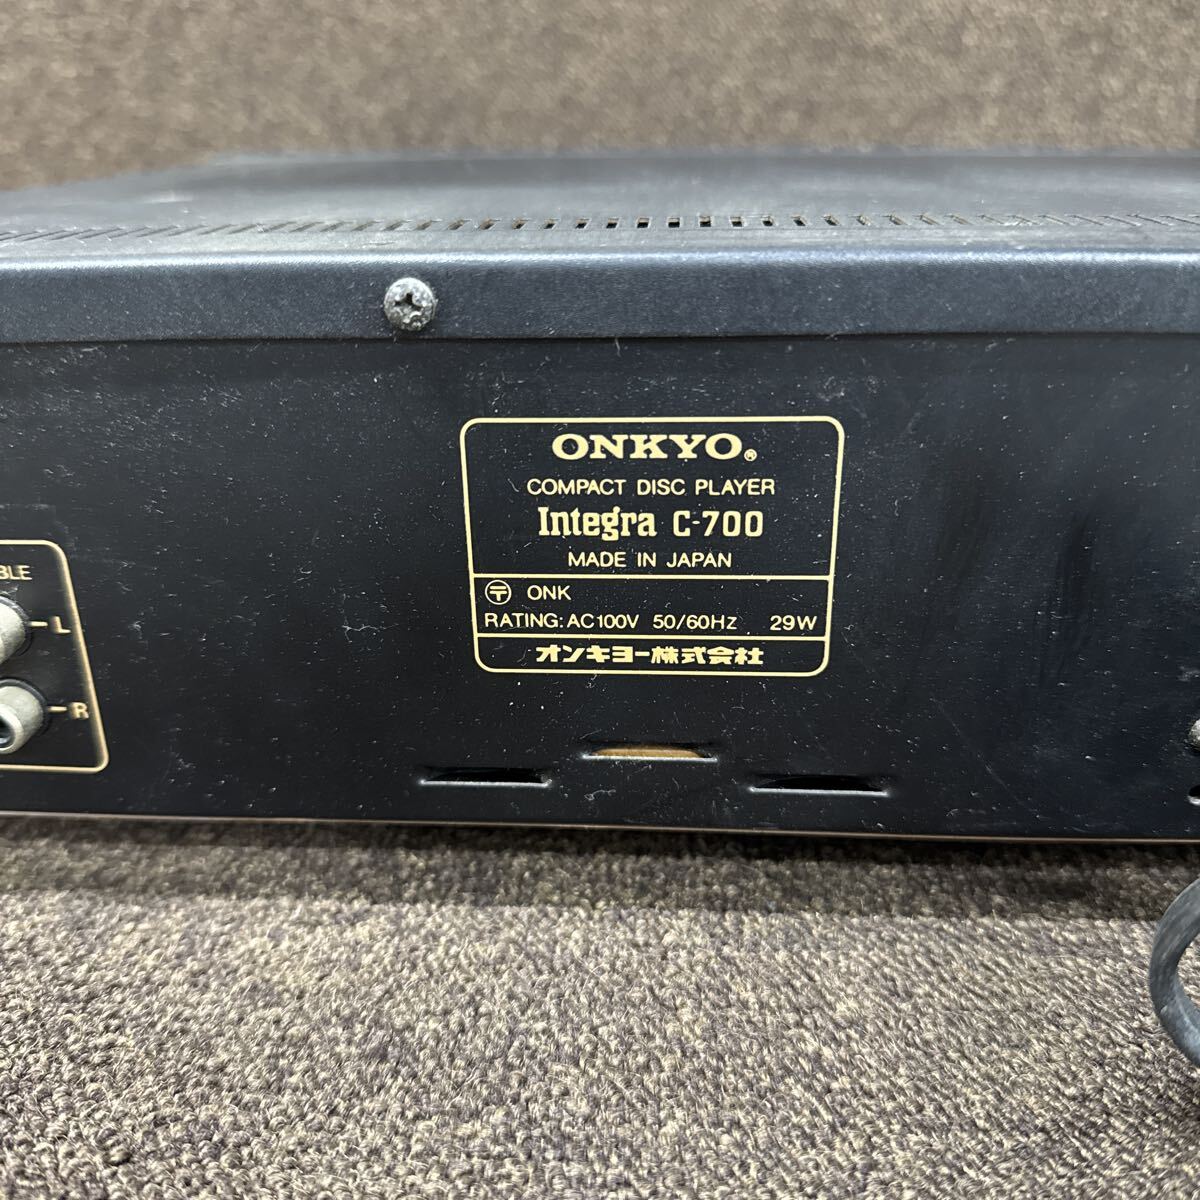 ONKYO®
COMPACT DISC PLAYER
Integra C-700
MADE IN JAPAN
〒 ONK
RATING: AC100V 50/60Hz 29W
オンキヨー株式会社
L
R